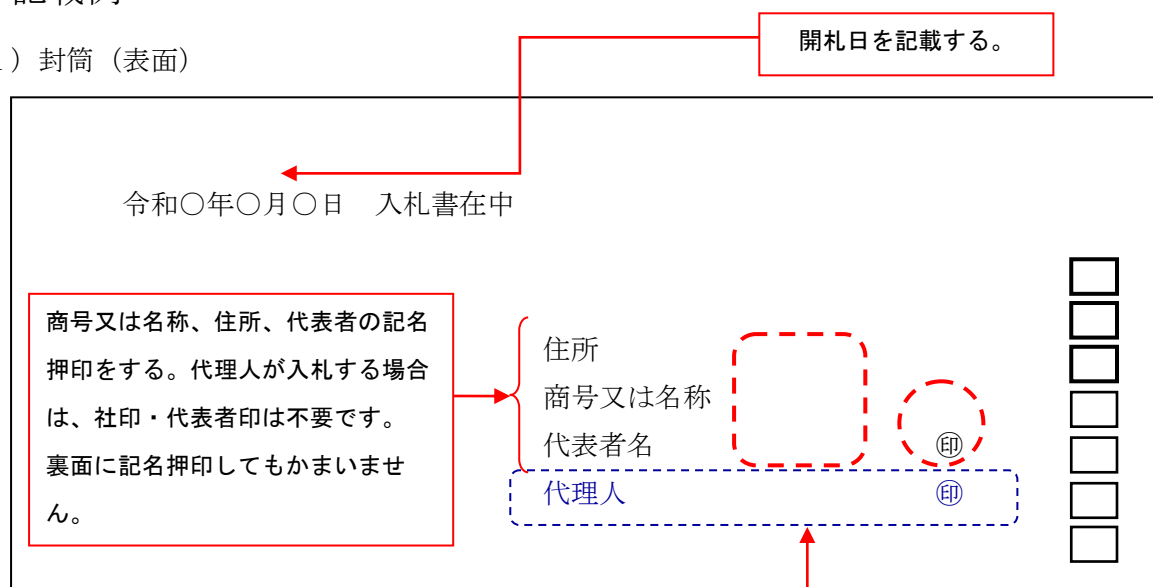 開札日を記載する。
）封筒（表面）
令和〇年〇月〇日　入札書在中
商号又は名称、住所、代表者の記名
押印をする。代理人が入札する場合
は、社印・代表者印は不要です。
裏面に記名押印してもかまいませ
ん。
住所
商号又は名称
代表者名　㊞
代理人　㊞